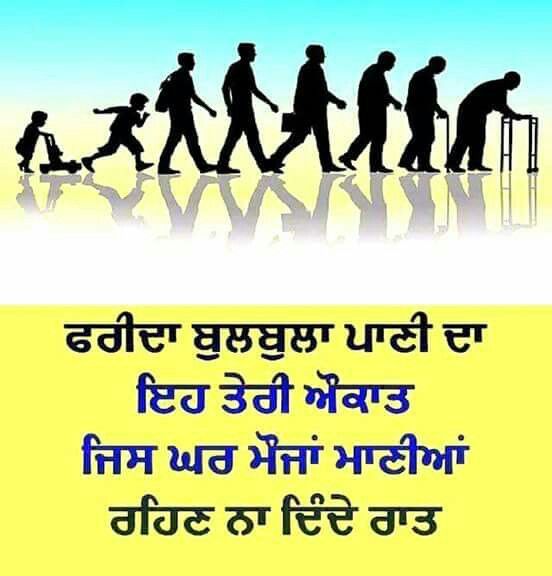 ਫਰੀਦਾ ਬੁਲਬੁਲਾ ਪਾਣੀ ਦਾ
ਇਹ ਤੇਰੀ ਔਕਾਤ
ਜਿਸ ਘਰ ਮੌਜਾਂ ਮਾਣੀਆਂ
ਰਹਿਣ ਨਾ ਦਿੰਦੇ ਰਾਤ